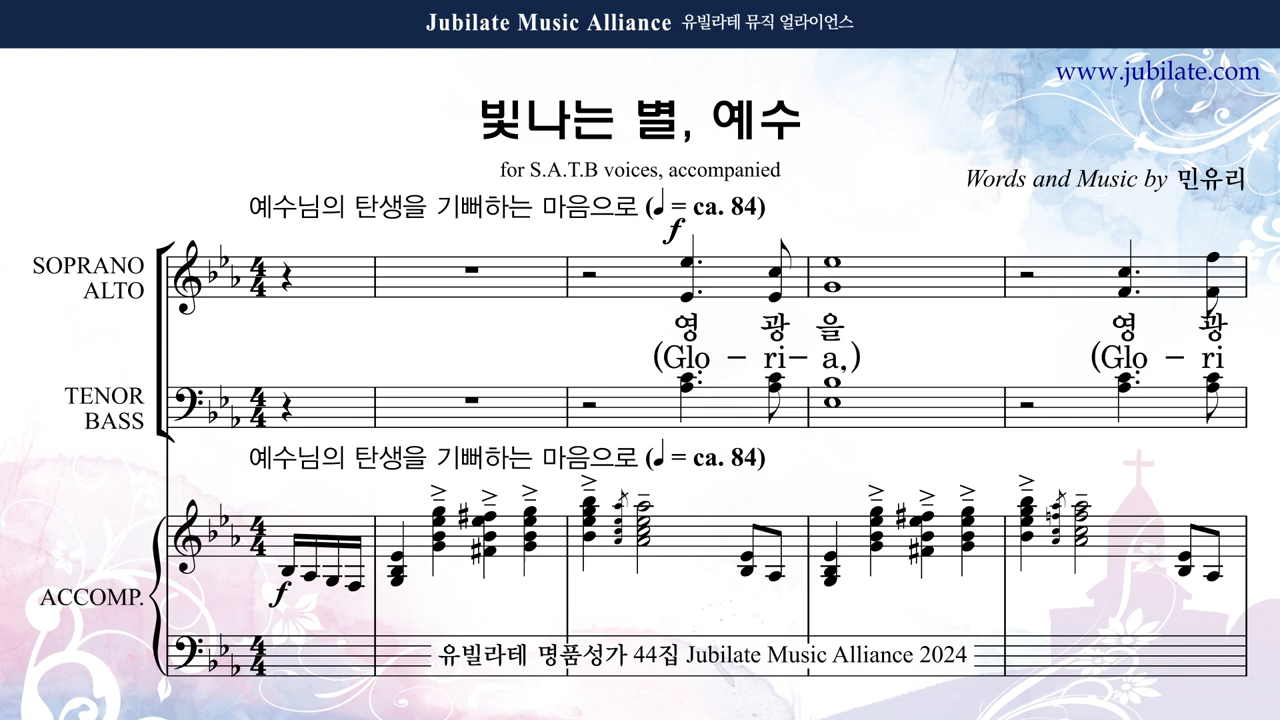 Jubilate Music Alliance 유빌라테 뮤직 얼라이언스
www.jubilate.com
빛나는 별, 예수
for S.A.T.B voices, accompanied
Words and Music by 민유리
예수님의 탄생을 기뻐하는 마음으로 (♩ = ca. 84)
f
SOPRANO
ALTO
영 광 을 영 광
(Glo – ri – a,) (Glo – ri
TENOR
BASS
예수님의 탄생을 기뻐하는 마음으로 (♩ = ca. 84)
f
ACCOMP.
유빌라테 명품성가 44집 Jubilate Music Alliance 2024